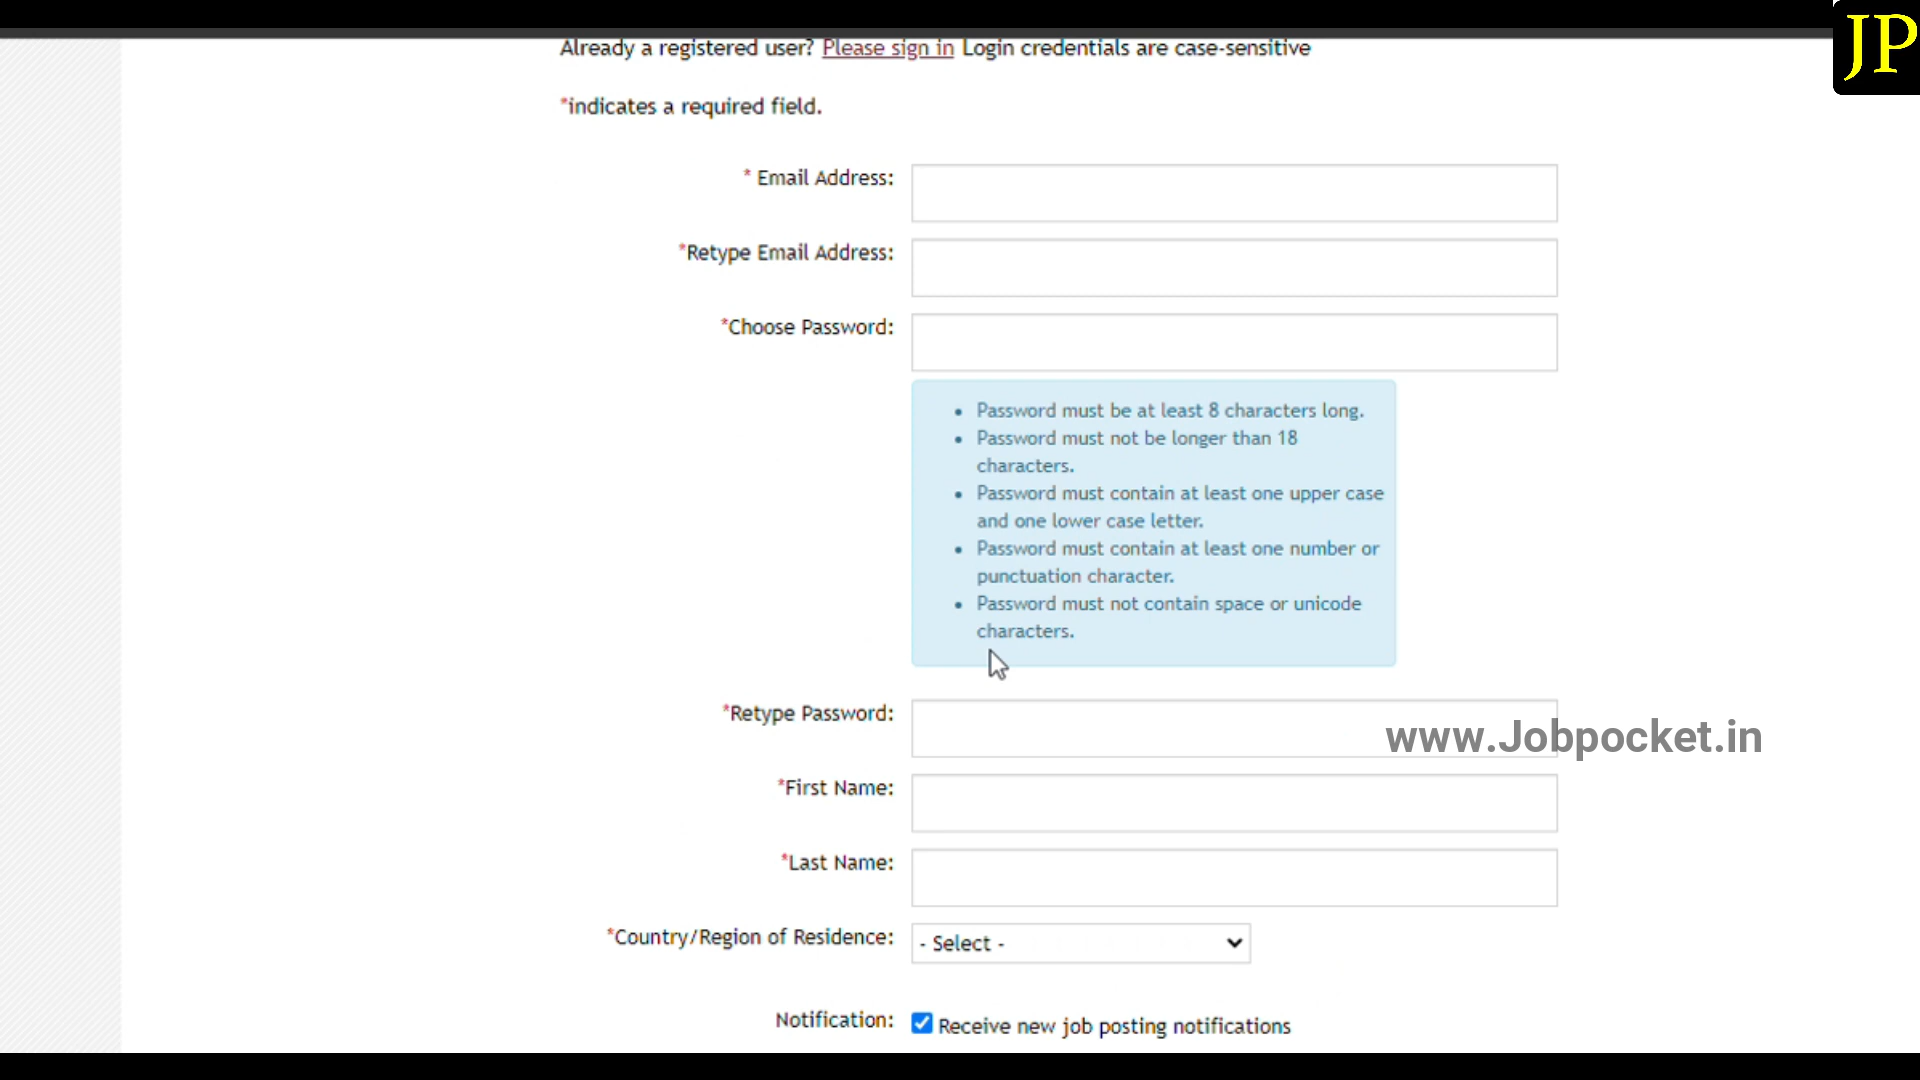 JP
Already a registered user? Please sign in Login credentials are case-sensitive
*indicates a required field.
* Email Address:
*Retype Email Address:
*Choose Password:
• Password must be at least 8 characters long.
• Password must not be longer than 18
characters.
• Password must contain at least one upper case
and one lower case letter.
• Password must contain at least one number or
punctuation character.
• Password must not contain space or unicode
characters.
*Retype Password:
www.Jobpocket.in
*First Name:
*Last Name:
*Country/Region of Residence: - Select -
Notification: Receive new job posting notifications